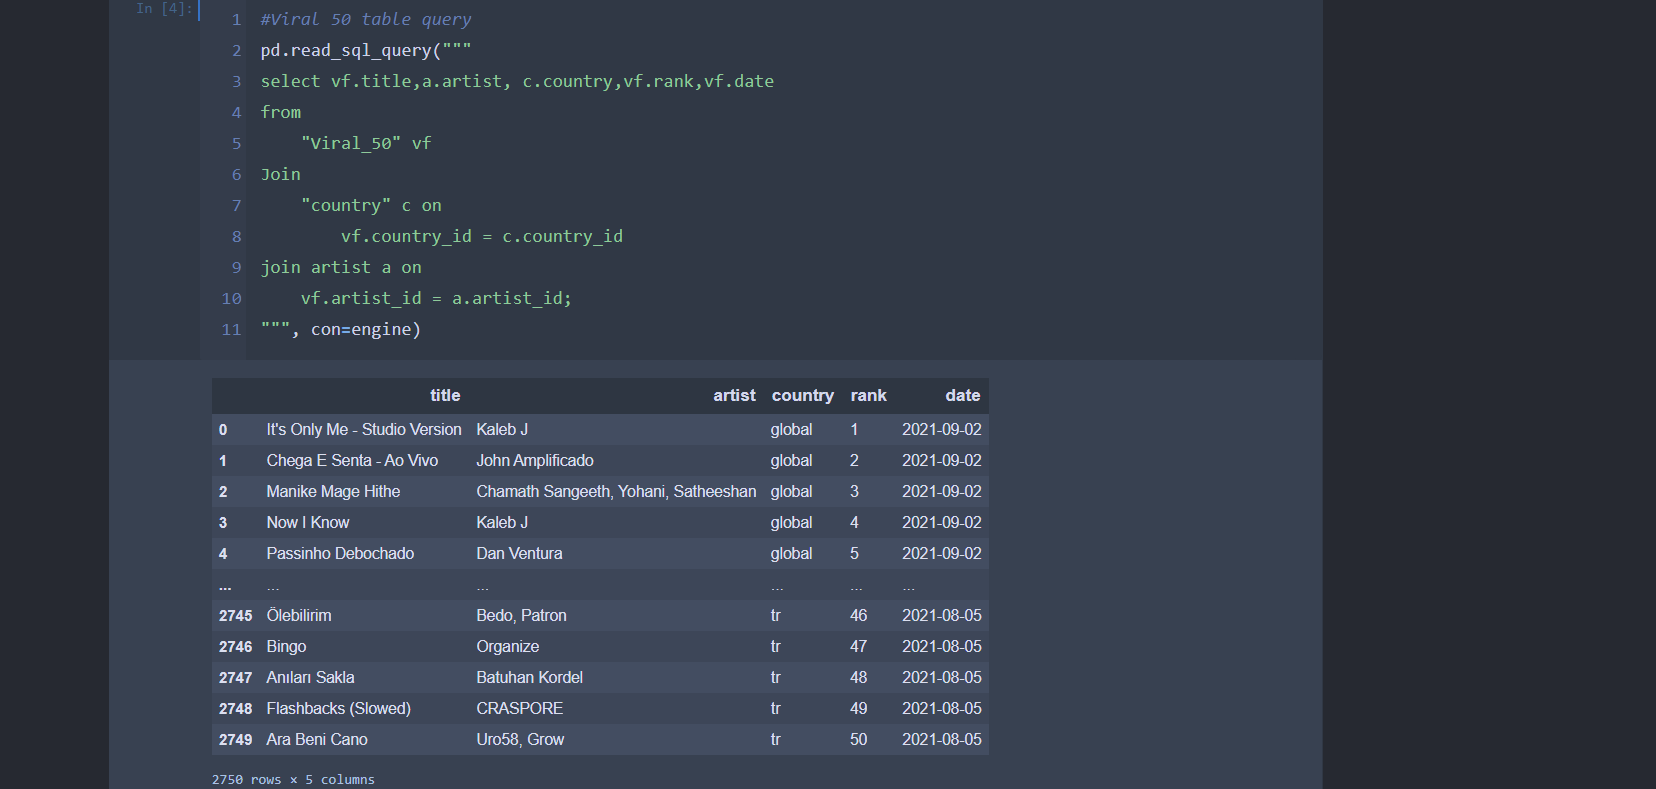 In [4]:
1 #Viral 50 table query
2 pd.read_sql_query("""
3 select vf.title,a.artist, c.country,vf.rank,vf.date
4 from
5 "Viral_50" vf
6 Join
7 "country" c on
8 vf.country_id = c.country_id
9 join artist a on
10 vf.artist_id = a.artist_id;
11 """, con=engine)
title artist country rank date
0 It's Only Me - Studio Version Kaleb J global 1 2021-09-02
1 Chega E Senta - Ao Vivo John Amplificado global 2 2021-09-02
2 Manike Mage Hithe Chamath Sangeeth, Yohani, Satheeshan global 3 2021-09-02
3 Now I Know Kaleb J global 4 2021-09-02
4 Passinho Debochado Dan Ventura global 5 2021-09-02
... ... ... ... ... ...
2745 Ölebilirim Bedo, Patron tr 46 2021-08-05
2746 Bingo Organize tr 47 2021-08-05
2747 Anıları Sakla Batuhan Kordel tr 48 2021-08-05
2748 Flashbacks (Slowed) CRASPORE tr 49 2021-08-05
2749 Ara Beni Cano Uro58, Grow tr 50 2021-08-05
2750 rows × 5 columns